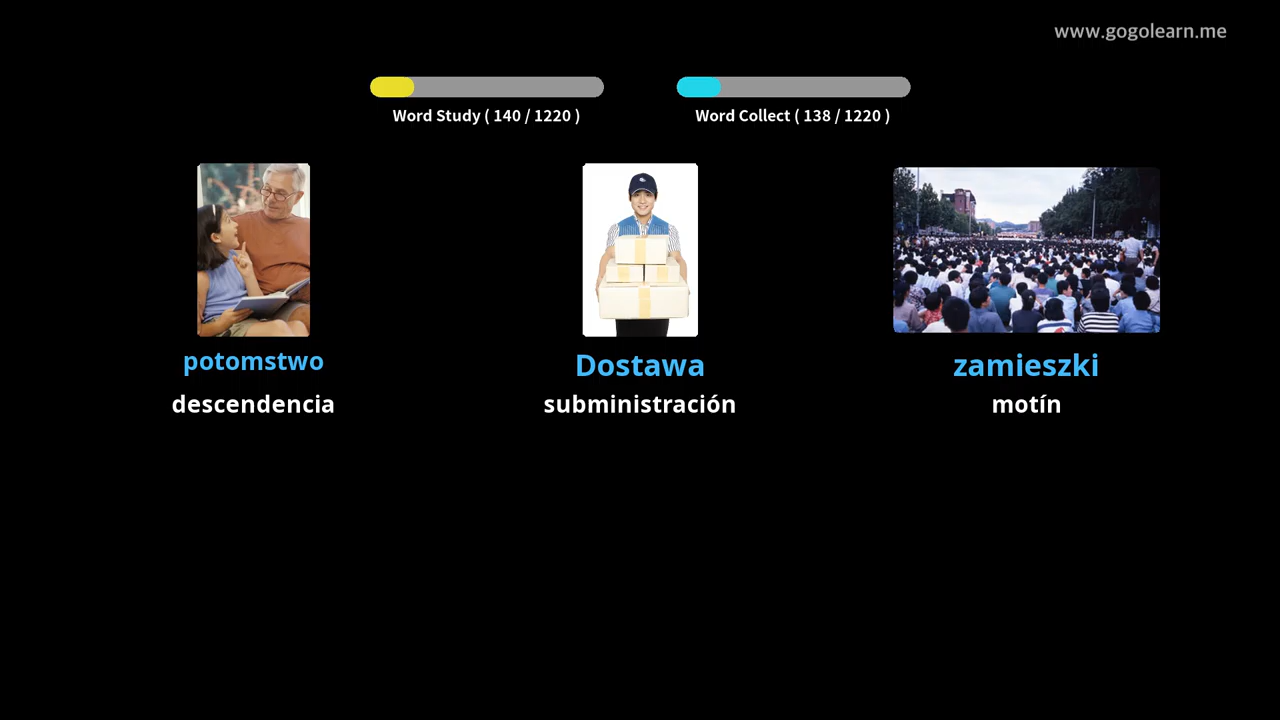 www.gogolearn.me
Word Study ( 140 / 1220 )
Word Collect ( 138 / 1220 )
potomstwo
descendencia
Dostawa
subministración
zamieszki
motín